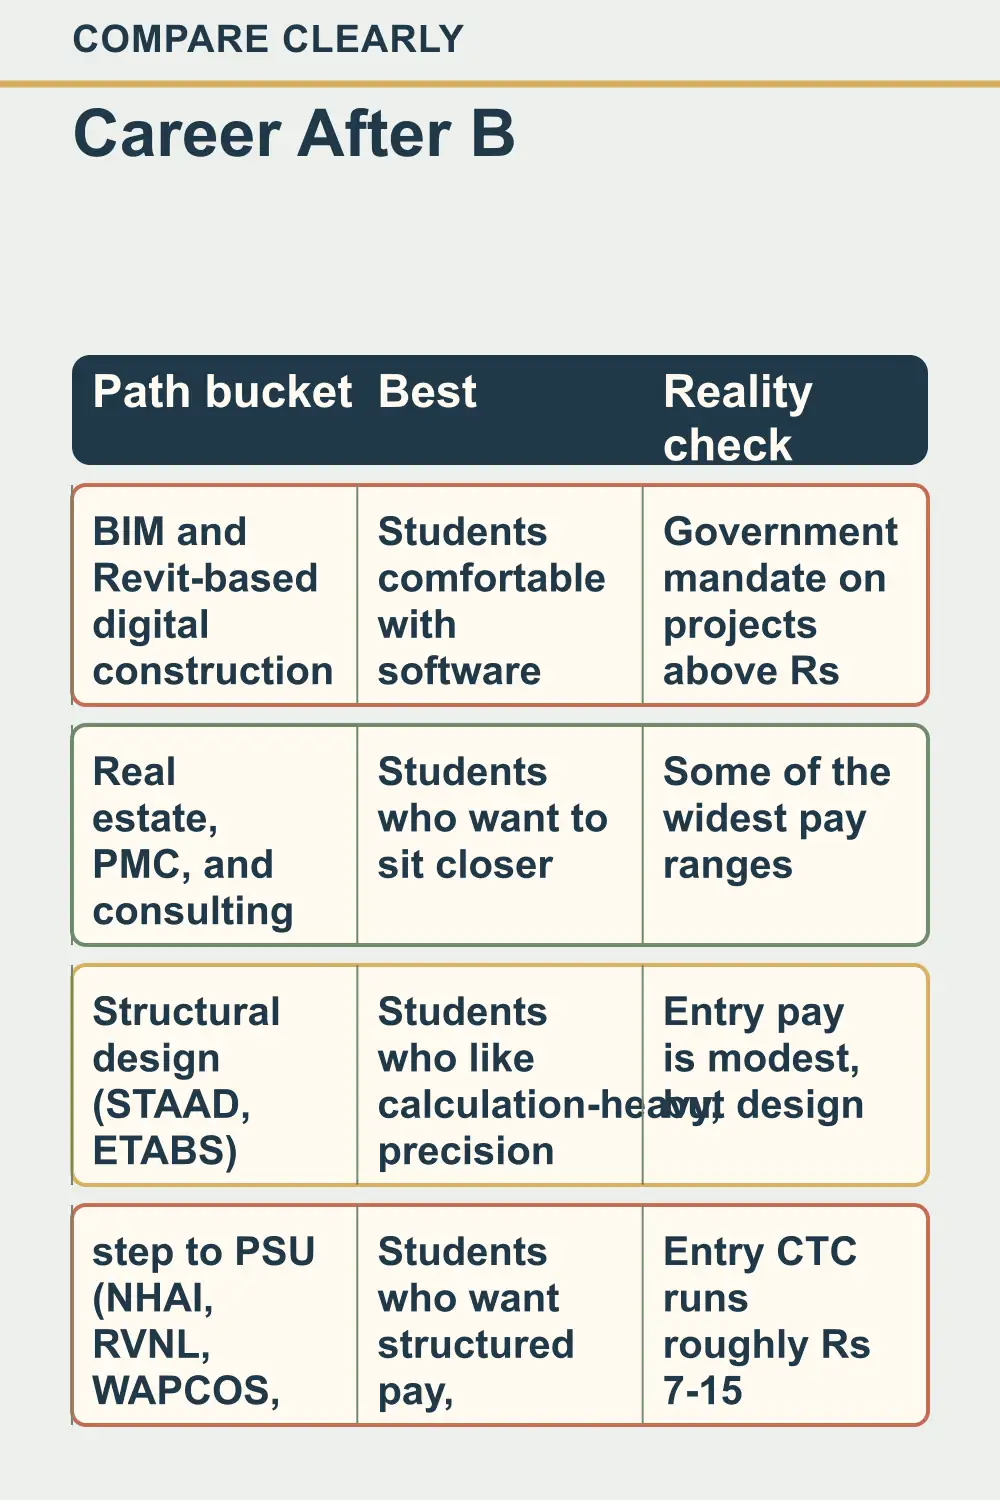 COMPARE CLEARLY
Career After B
Path bucket
Best
Reality
check
BIM and
Revit-based
digital
construction
Students
comfortable
with
software
Government
mandate on
projects
above Rs
Real
estate,
PMC, and
consulting
Students
who want to
sit closer
Some of the
widest pay
ranges
Structural
design
(STAAD,
ETABS)
Students
who like
calculation-heavy,
precision
Entry pay
is modest,
but design
step to PSU
(NHAI,
RVNL,
WAPCOS,
Students
who want
structured
pay,
Entry CTC
runs
roughly Rs
7-15